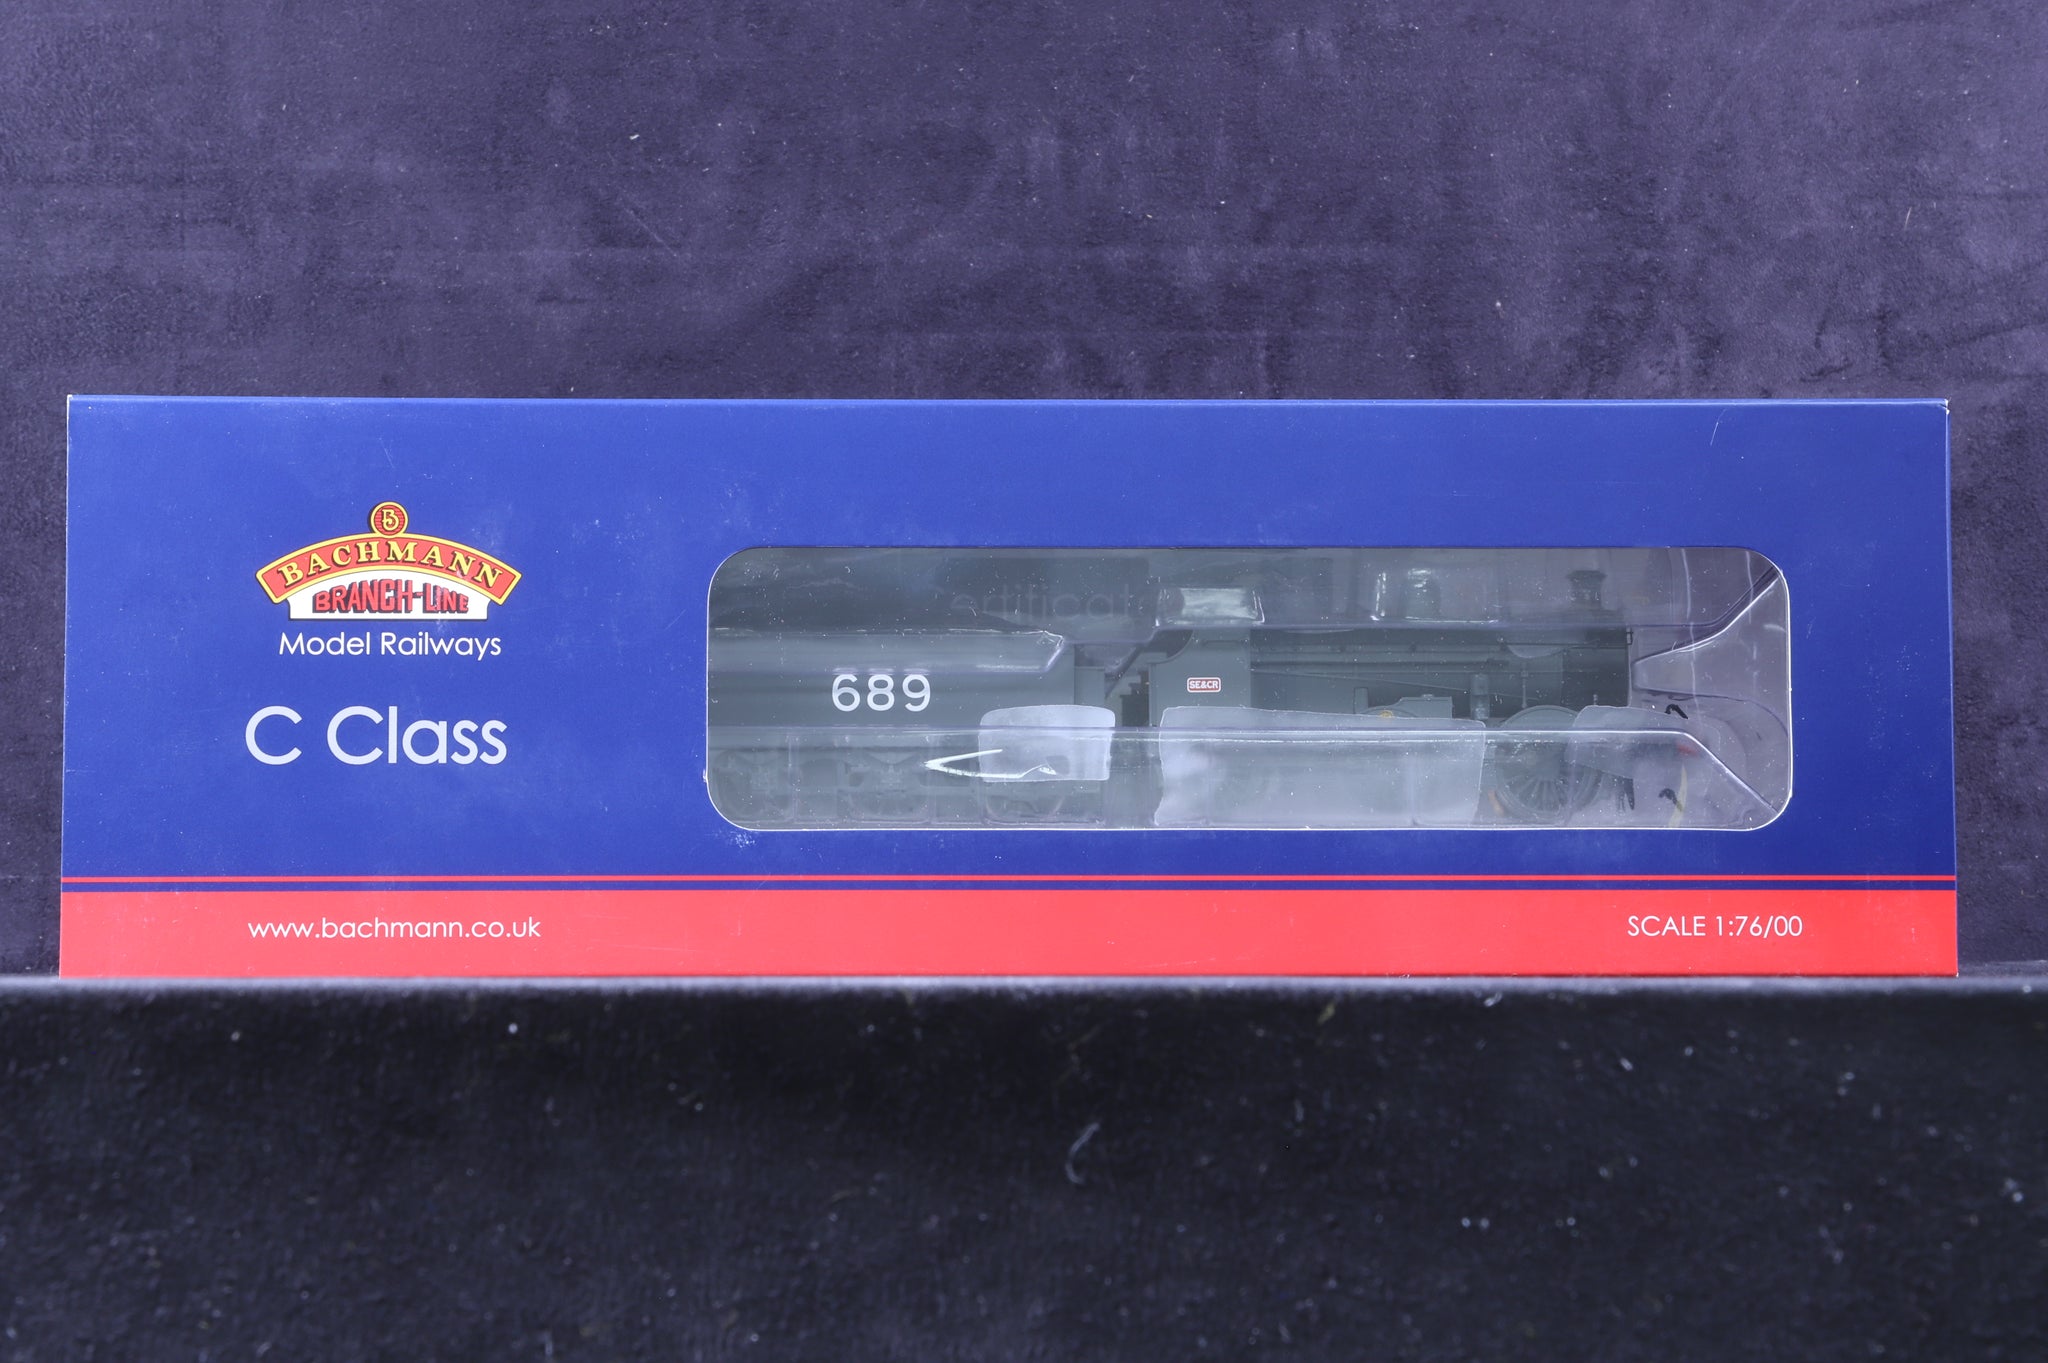 B
BACHMANN
BRANCH-LINE
Model Railways
C Class
689
SE&CR
www.bachmann.co.uk
SCALE 1:76/00